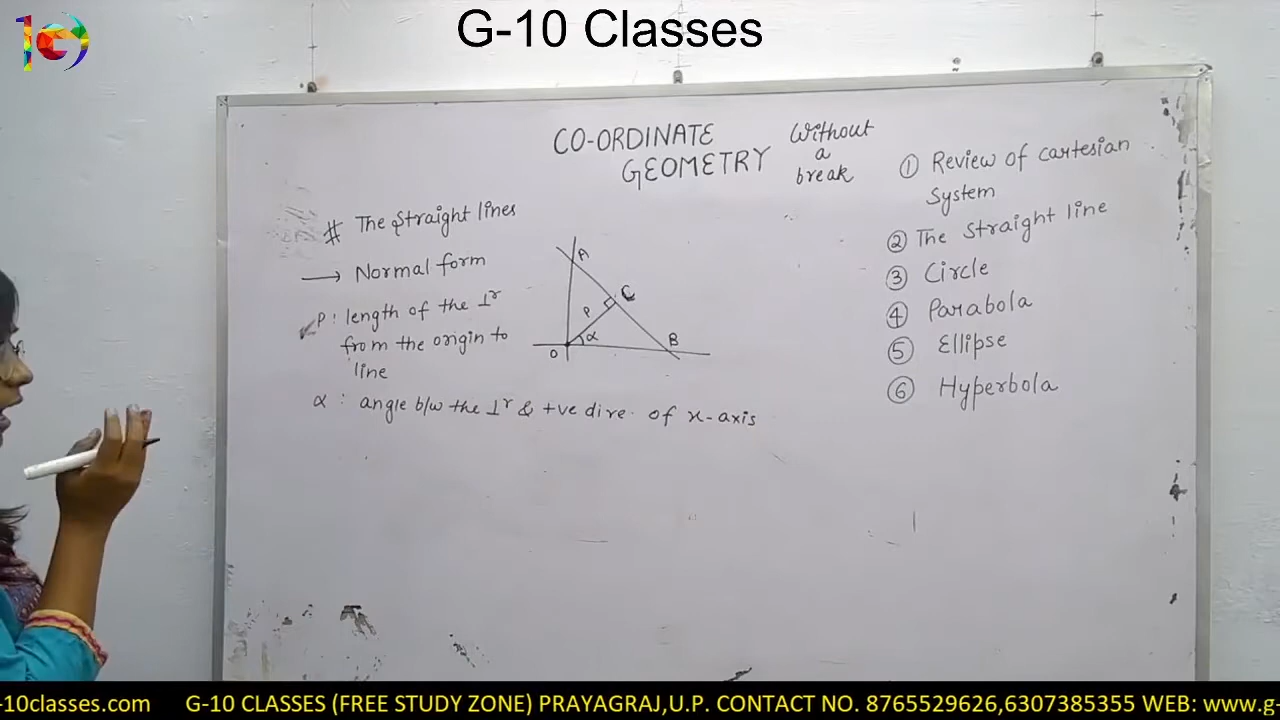 G-10 Classes
CO-ORDINATE
GEOMETRY
Without
a
break
# The Straight lines
→ Normal form
P : length of the ⊥r
from the origin to
line
α : angle b/w the ⊥r & +ve dire. of x-axis
A
C
P
α
B
O
① Review of Cartesian
System
② The Straight line
③ Circle
④ Parabola
⑤ Ellipse
⑥ Hyperbola
-10classes.com G-10 CLASSES (FREE STUDY ZONE) PRAYAGRAJ,U.P. CONTACT NO. 8765529626,6307385355 WEB: www.g-